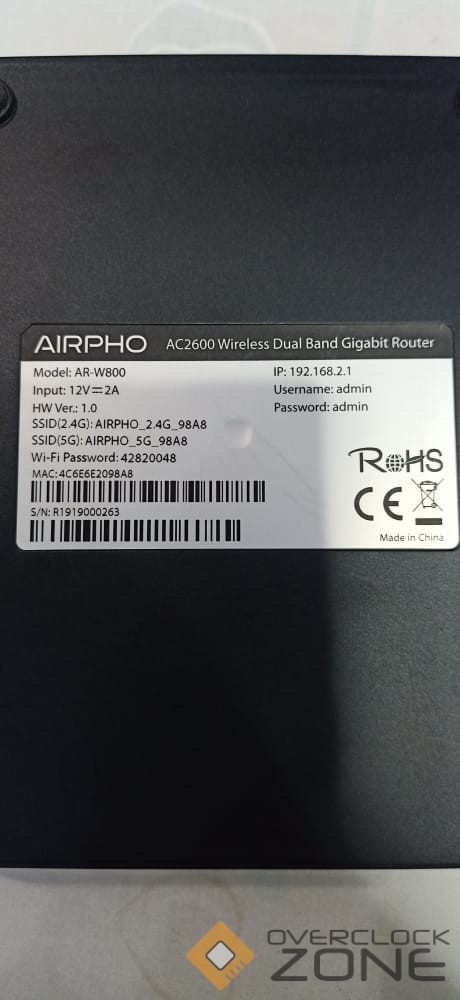 AIRPHO AC2600 Wireless Dual Band Gigabit Router
Model: AR-W800
Input: 12V⎓2A
HW Ver.: 1.0
SSID(2.4G): AIRPHO_2.4G_98A8
SSID(5G): AIRPHO_5G_98A8
Wi-Fi Password: 42820048
MAC: 4C6E6E2098A8
S/N: R1919000263
IP: 192.168.2.1
Username: admin
Password: admin
RoHS
CE
Made in China
OVERCLOCK
ZONE